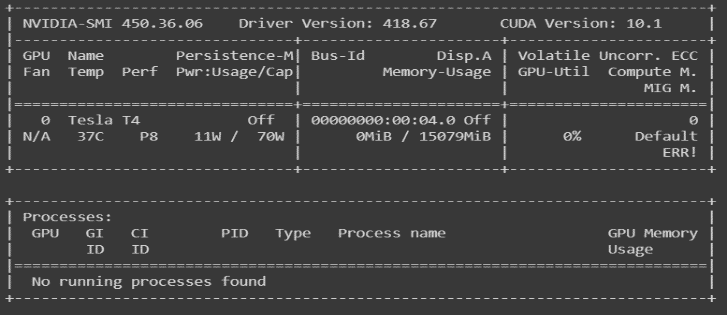 NVIDIA-SMI 450.36.06    Driver Version: 418.67    CUDA Version: 10.1
GPU  Name        Persistence-M| Bus-Id        Disp.A | Volatile Uncorr. ECC
Fan  Temp  Perf  Pwr:Usage/Cap|         Memory-Usage | GPU-Util  Compute M.
MIG M.
0  Tesla T4            Off  | 00000000:00:04.0 Off |                    0
N/A   37C    P8    11W /  70W |      0MiB / 15079MiB |      0%      Default
ERR!
Processes:
GPU   GI   CI        PID   Type   Process name                  GPU Memory
ID   ID                                                   Usage
No running processes found